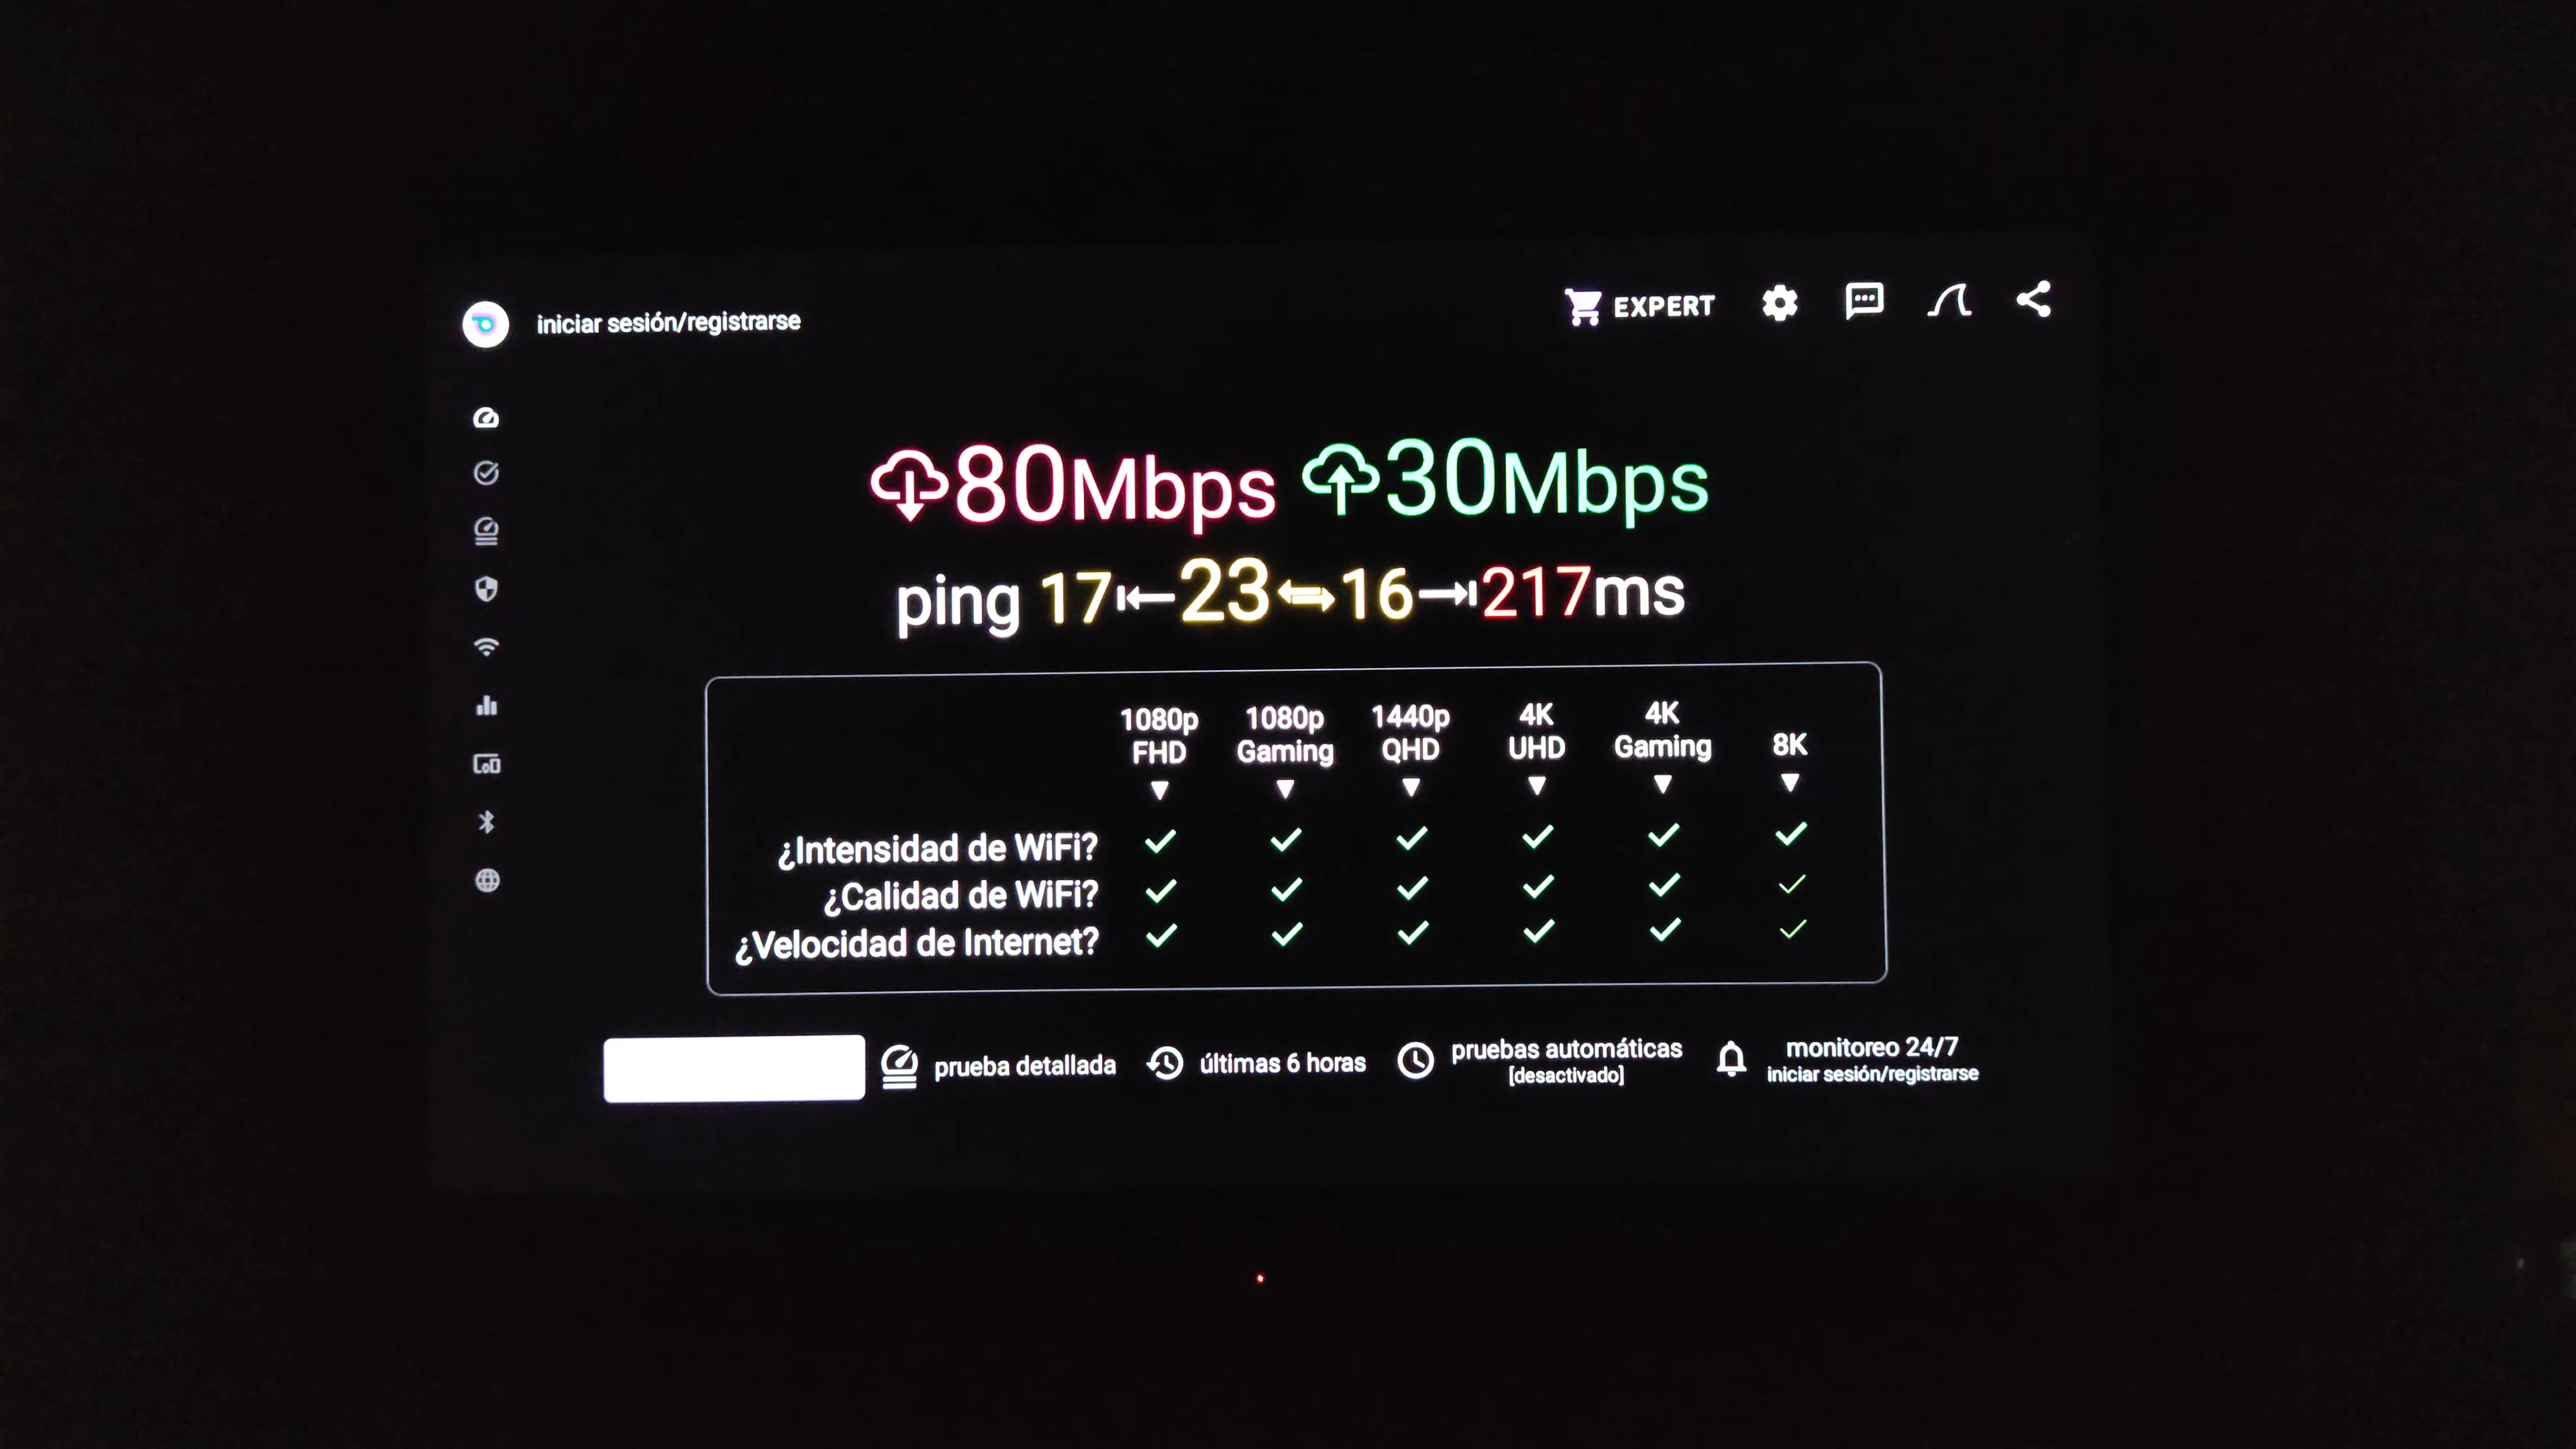 iniciar sesión/registrarse
EXPERT
80Mbps 30Mbps
ping 17 23 16 217ms
1080p FHD
1080p Gaming
1440p QHD
4K UHD
4K Gaming
8K
¿Intensidad de WiFi?
¿Calidad de WiFi?
¿Velocidad de Internet?
prueba detallada
últimas 6 horas
pruebas automáticas
[desactivado]
monitoreo 24/7
iniciar sesión/registrarse